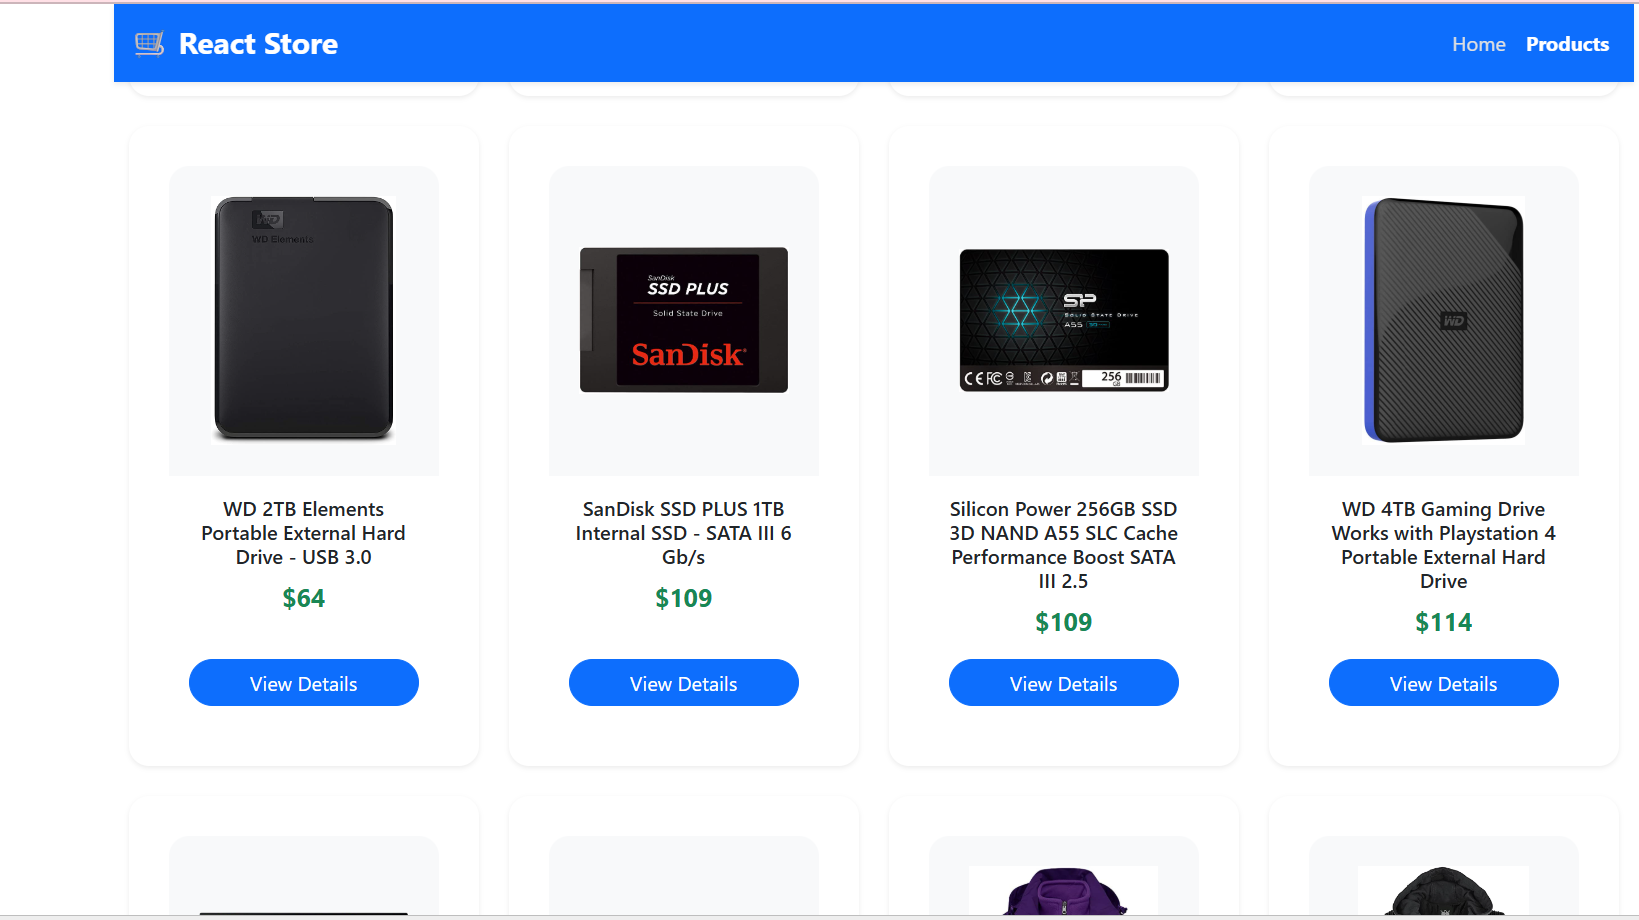 React Store
Home
Products
WD
WD Elements
SanDisk
SSD PLUS
Solid State Drive
SanDisk
SP
SOLID STATE DRIVE
A55
CE FC
256
GB
WD
WD 2TB Elements
Portable External Hard
Drive - USB 3.0
$64
View Details
SanDisk SSD PLUS 1TB
Internal SSD - SATA III 6
Gb/s
$109
View Details
Silicon Power 256GB SSD
3D NAND A55 SLC Cache
Performance Boost SATA
III 2.5
$109
View Details
WD 4TB Gaming Drive
Works with Playstation 4
Portable External Hard
Drive
$114
View Details